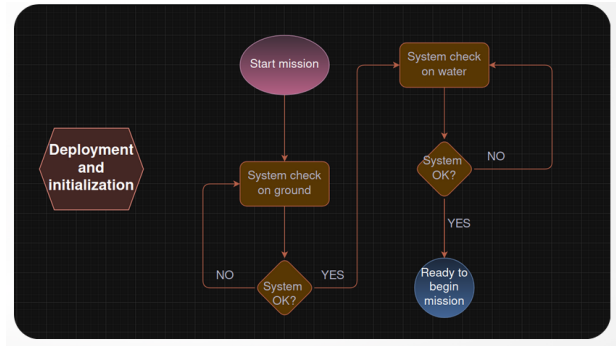 Deployment
and
initialization
Start mission
System check
on ground
System
OK?
NO
YES
System check
on water
System
OK?
NO
YES
Ready to
begin
mission